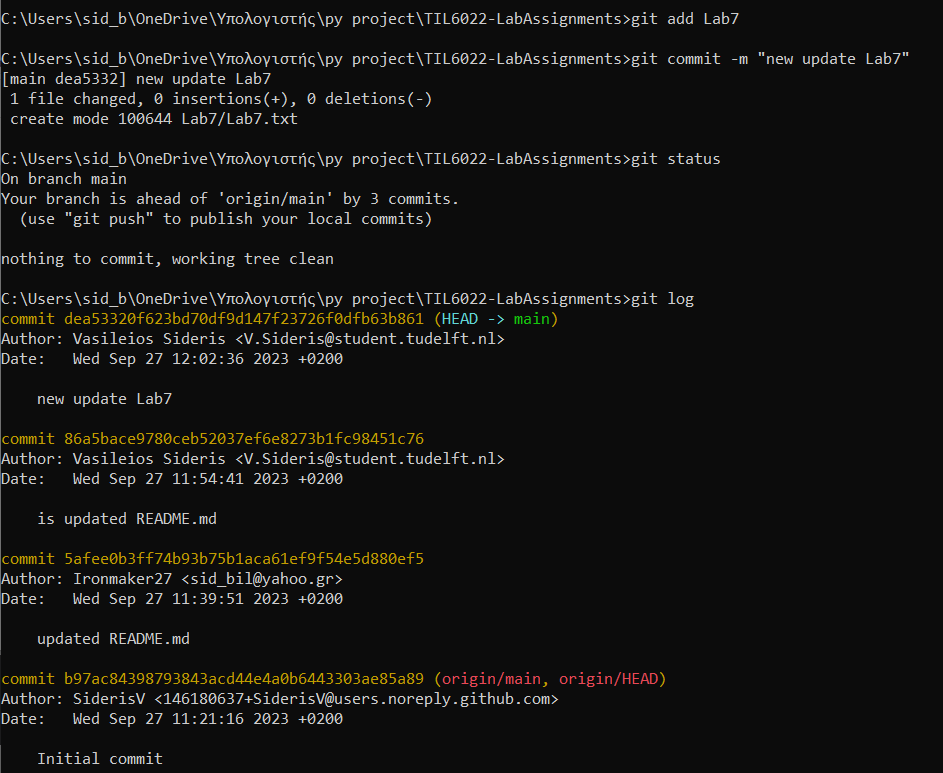 C:\Users\sid_b\OneDrive\Υπολογιστής\py project\TIL6022-LabAssignments>git add Lab7
C:\Users\sid_b\OneDrive\Υπολογιστής\py project\TIL6022-LabAssignments>git commit -m "new update Lab7"
[main dea5332] new update Lab7
 1 file changed, 0 insertions(+), 0 deletions(-)
 create mode 100644 Lab7/Lab7.txt
C:\Users\sid_b\OneDrive\Υπολογιστής\py project\TIL6022-LabAssignments>git status
On branch main
Your branch is ahead of 'origin/main' by 3 commits.
  (use "git push" to publish your local commits)
nothing to commit, working tree clean
C:\Users\sid_b\OneDrive\Υπολογιστής\py project\TIL6022-LabAssignments>git log
commit dea53320f623bd70df9d147f23726f0dfb63b861 (HEAD -> main)
Author: Vasileios Sideris <V.Sideris@student.tudelft.nl>
Date:   Wed Sep 27 12:02:36 2023 +0200
    new update Lab7
commit 86a5bace9780ceb52037ef6e8273b1fc98451c76
Author: Vasileios Sideris <V.Sideris@student.tudelft.nl>
Date:   Wed Sep 27 11:54:41 2023 +0200
    is updated README.md
commit 5afee0b3ff74b93b75b1aca61ef9f54e5d880ef5
Author: Ironmaker27 <sid_bil@yahoo.gr>
Date:   Wed Sep 27 11:39:51 2023 +0200
    updated README.md
commit b97ac84398793843acd44e4a0b6443303ae85a89 (origin/main, origin/HEAD)
Author: SiderisV <146180637+SiderisV@users.noreply.github.com>
Date:   Wed Sep 27 11:21:16 2023 +0200
    Initial commit